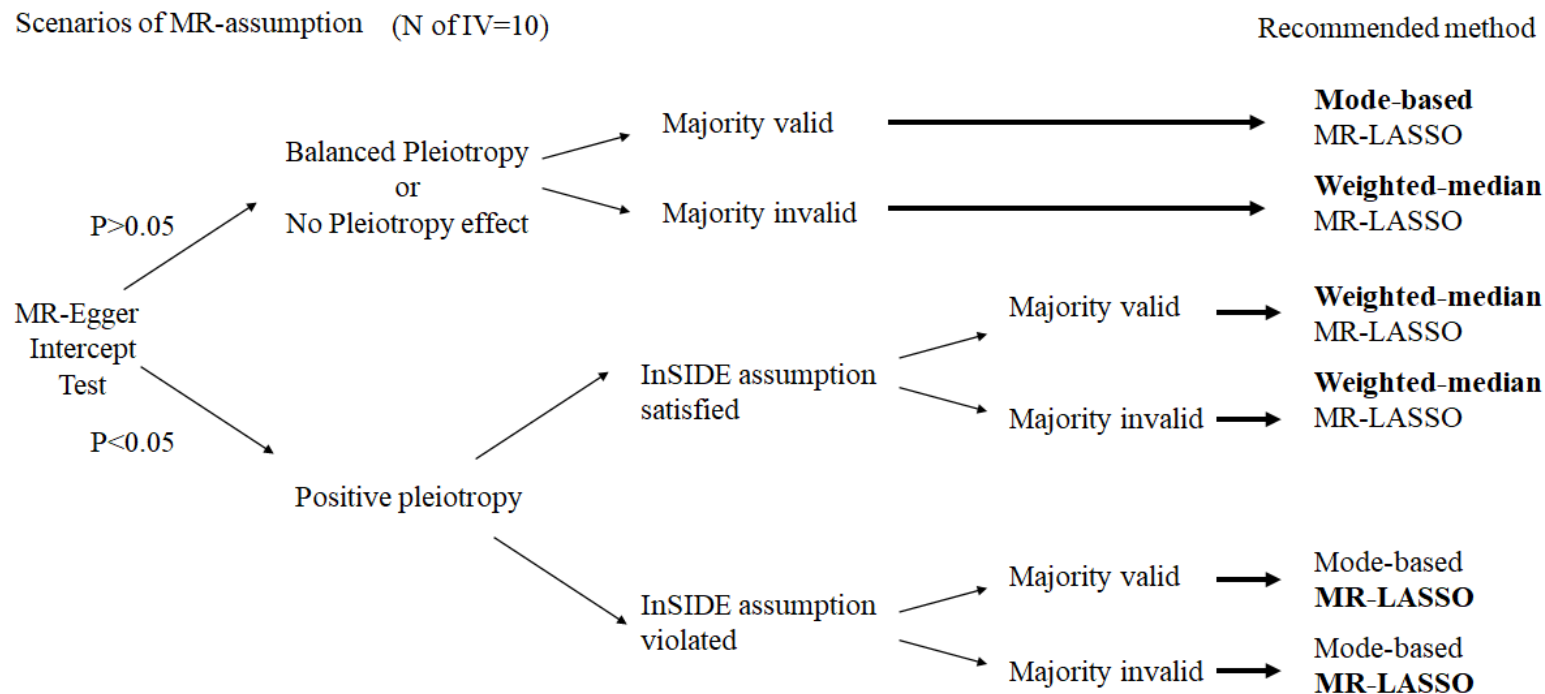 Scenarios of MR-assumption (N of IV=10)
Recommended method
Mode-based
MR-LASSO
Majority valid
Balanced Pleiotropy
or
No Pleiotropy effect
Weighted-median
MR-LASSO
Majority invalid
P>0.05
MR-Egger
Intercept
Test
P<0.05
Positive pleiotropy
InSIDE assumption
satisfied
Majority valid
Weighted-median
MR-LASSO
Majority invalid
Weighted-median
MR-LASSO
InSIDE assumption
violated
Majority valid
Mode-based
MR-LASSO
Majority invalid
Mode-based
MR-LASSO